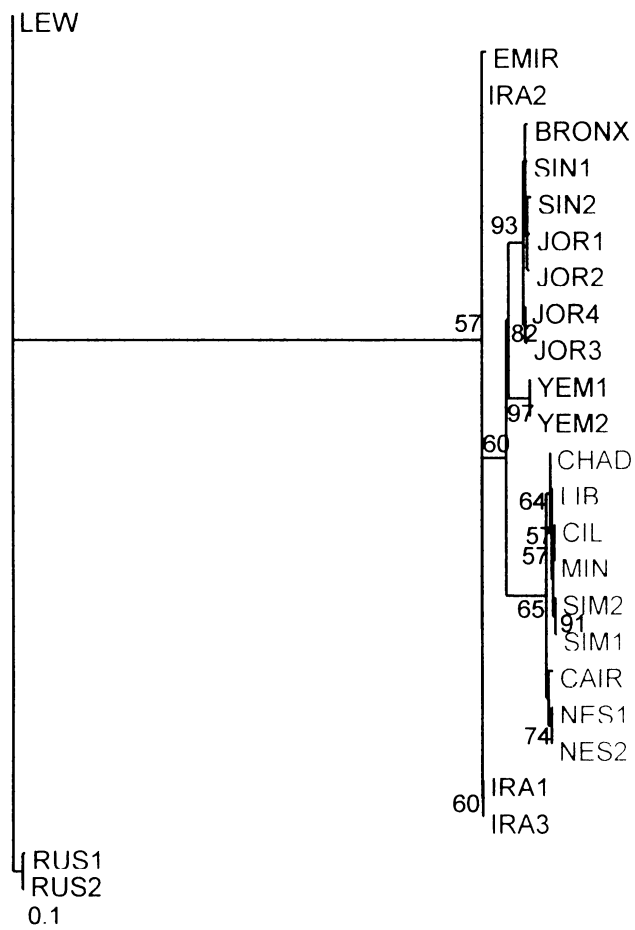 LEW
EMIR
IRA2
BRONX
SIN1
93
SIN2
JOR1
JOR2
57
JOR4
82
JOR3
YEM1
97
YEM2
60
CHAD
64
LIB
57
CIL
57
MIN
65
SIM2
91
SIM1
CAIR
NES1
74
NES2
IRA1
60
IRA3
RUS1
RUS2
0.1